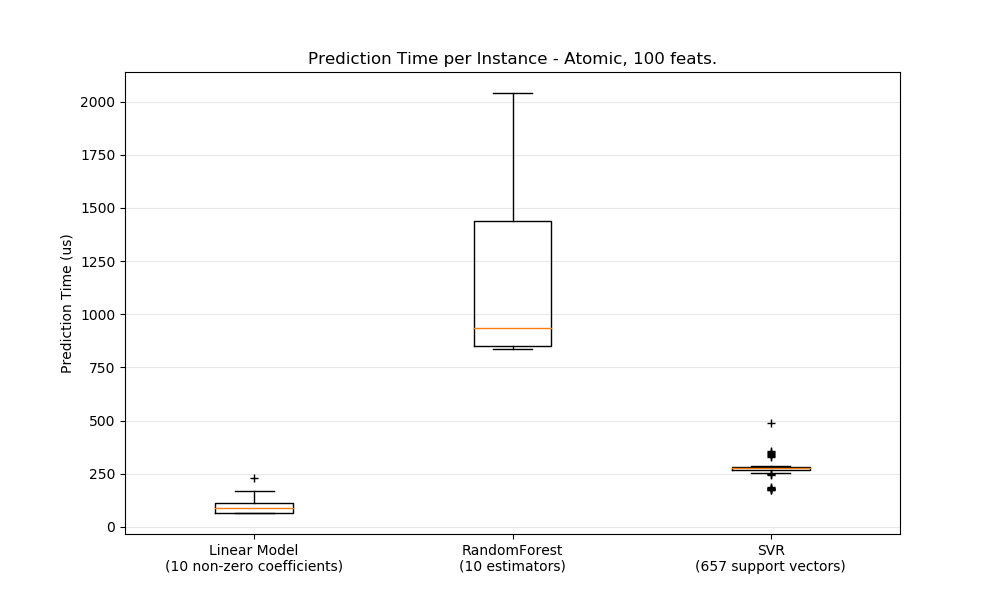 Prediction Time per Instance - Atomic, 100 feats.
2000
1750
1500
1250
1000
750
500
250
0
Prediction Time (us)
Linear Model
(10 non-zero coefficients)
RandomForest
(10 estimators)
SVR
(657 support vectors)